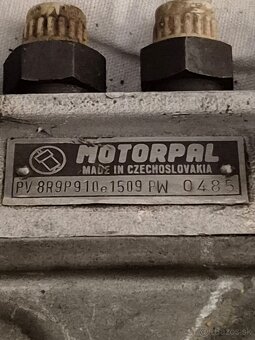 MOTORPAL
MADE IN CZECHOSLOVAKIA
PV 8R9P910e1509 PW 0485